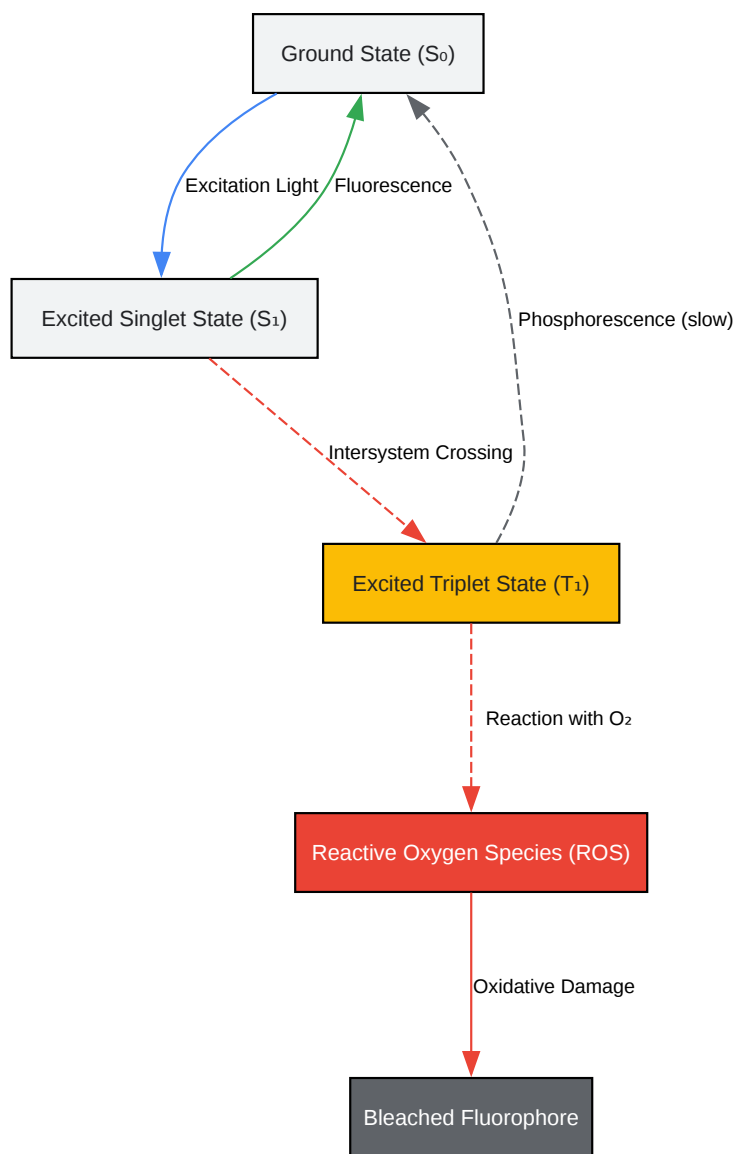 Ground State (S₀)
Excitation Light
Fluorescence
Excited Singlet State (S₁)
Phosphorescence (slow)
Intersystem Crossing
Excited Triplet State (T₁)
Reaction with O₂
Reactive Oxygen Species (ROS)
Oxidative Damage
Bleached Fluorophore